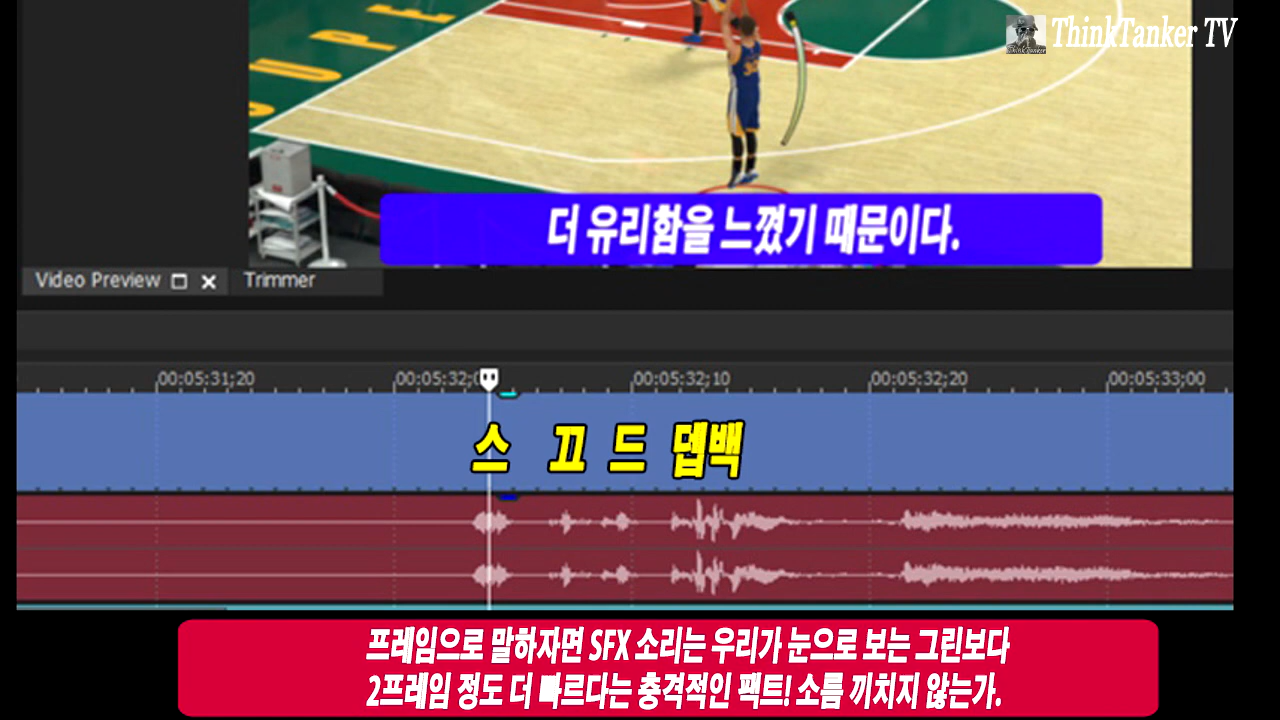 ThinkTanker TV
더 유리함을 느꼈기 때문이다.
Video Preview
Trimmer
00:05:31;20
00:05:32;10
00:05:32;20
00:05:33;00
스 끄 드 뎁백
프레임으로 말하자면 SFX 소리는 우리가 눈으로 보는 그린보다
2프레임 정도 더 빠르다는 충격적인 팩트! 소름 끼치지 않는가.